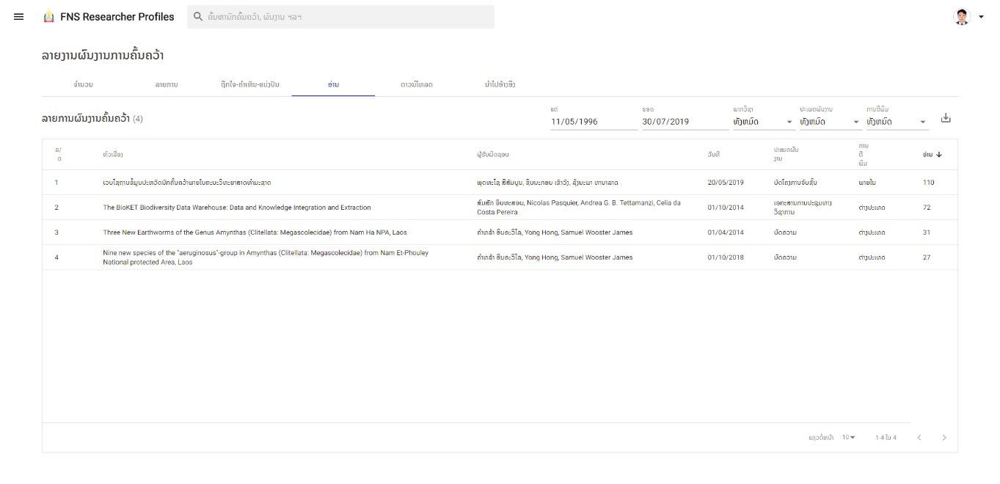 FNS Researcher Profiles
ຄົ້ນຫານັກຄົ້ນຄວ້າ, ຜົນງານ ຯລຯ
ລາຍງານຜົນງານການຄົ້ນຄວ້າ
ຈຳນວນ ລາຍການ ຖືກໃຈ-ຄຳເຫັນ-ແບ່ງປັນ ອ່ານ ດາວນ໌ໂຫລດ ນຳໄປອ້າງອີງ
ລາຍການຜົນງານຄົ້ນຄວ້າ (4)
ແຕ່ ຮອດ ພາກວິຊາ ປະເພດຜົນງານ ການຕີພິມ
11/05/1996 30/07/2019 ທັງຫມົດ ທັງຫມົດ ທັງຫມົດ
ລ/ດ ຫົວເລື່ອງ ຜູ້ຮັບຜິດຊອບ ວັນທີ ປະເພດຜົນງານ ການຕີພິມ ອ່ານ
1 ເວບໄຊຖານຂໍ້ມູນປະຫວັດນັກຄົ້ນຄວ້າພາຍໃນຄະນະວິທະຍາສາດທຳມະຊາດ ພຸດທະໄຊ ສີສົມບູນ, ຊົນນະກອນ ເຂົາວັງ, ລຸ້ງນະພາ ທານາລາດ 20/05/2019 ບົດໂຄງການຈົບຊັ້ນ ພາຍໃນ 110
2 The BioKET Biodiversity Data Warehouse: Data and Knowledge Integration and Extraction ສົມສັກ ອິນທະສອນ, Nicolas Pasquier, Andrea G. B. Tettamanzi, Celia da
Costa Pereira 01/10/2014 ເອກະສານການປະຊຸມທາງ
ວິຊາການ ຕ່າງປະເທດ 72
3 Three New Earthworms of the Genus Amynthas (Clitellata: Megascolecidae) from Nam Ha NPA, Laos ຄຳຫລ້າ ອິນຄະວິໄລ, Yong Hong, Samuel Wooster James 01/04/2014 ບົດຄວາມ ຕ່າງປະເທດ 31
4 Nine new species of the "aeruginosus"-group in Amynthas (Clitellata: Megascolecidae) from Nam Et-Phouley
National protected Area, Laos ຄຳຫລ້າ ອິນຄະວິໄລ, Yong Hong, Samuel Wooster James 01/10/2018 ບົດຄວາມ ຕ່າງປະເທດ 27
ແຖວຕໍ່ຫນ້າ 10 1-4 ໃນ 4